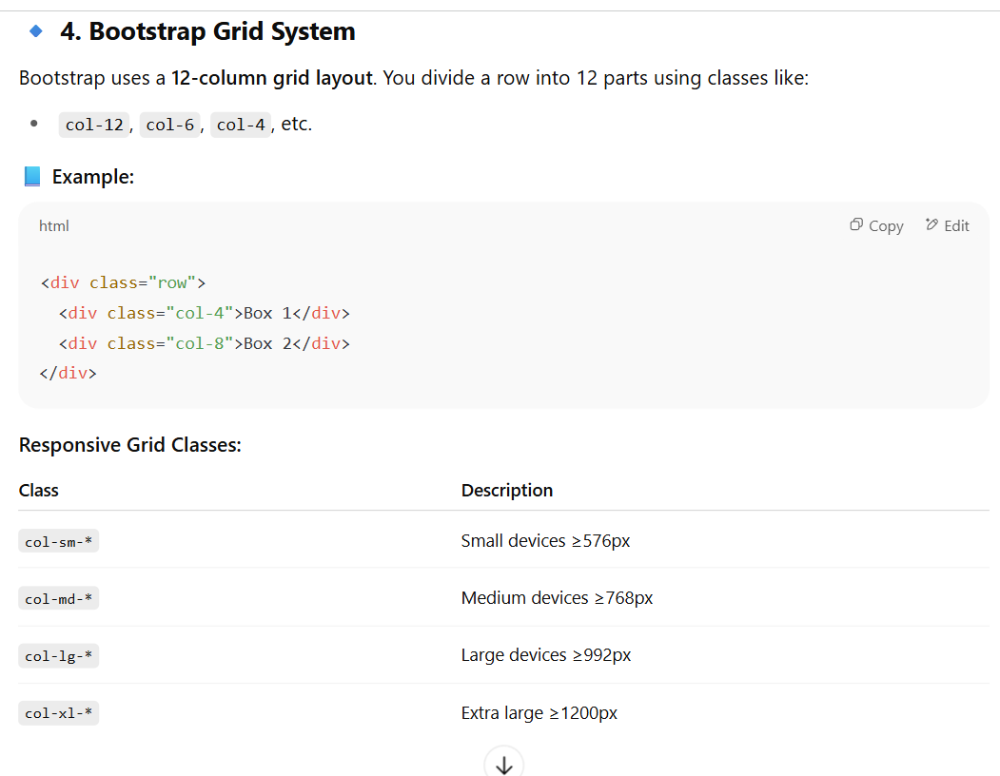 4. Bootstrap Grid System
Bootstrap uses a 12-column grid layout. You divide a row into 12 parts using classes like:
col-12, col-6, col-4, etc.
Example:
html
Copy
Edit
<div class="row">
<div class="col-4">Box 1</div>
<div class="col-8">Box 2</div>
</div>
Responsive Grid Classes:
Class Description
col-sm-* Small devices ≥576px
col-md-* Medium devices ≥768px
col-lg-* Large devices ≥992px
col-xl-* Extra large ≥1200px